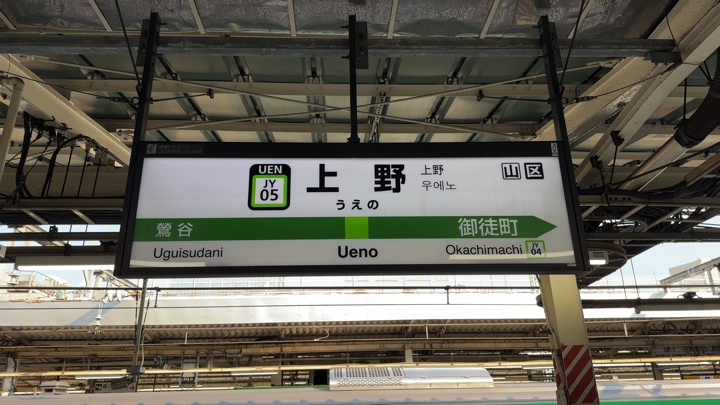 UEN
JY
05
上野
うえの
上野
우에노
山区
鶯谷
御徒町
Uguisudani
Ueno
Okachimachi
JY
04